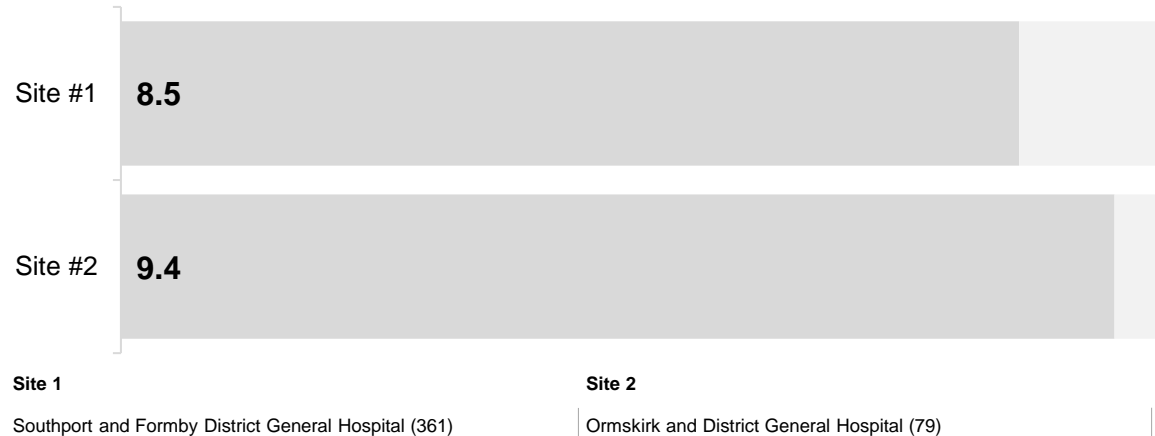 Site #1 8.5
Site #2 9.4
Site 1 Site 2
Southport and Formby District General Hospital (361) Ormskirk and District General Hospital (79)